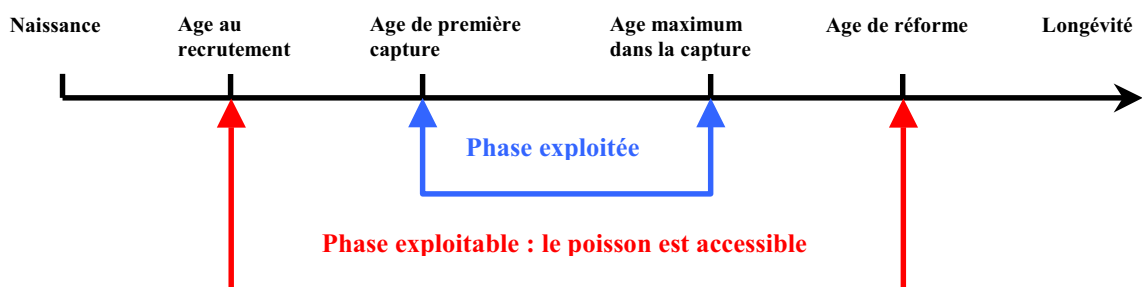 Naissance
Age au
recrutement
Age de première
capture
Age maximum
dans la capture
Age de réforme
Longévité
Phase exploitée
Phase exploitable : le poisson est accessible